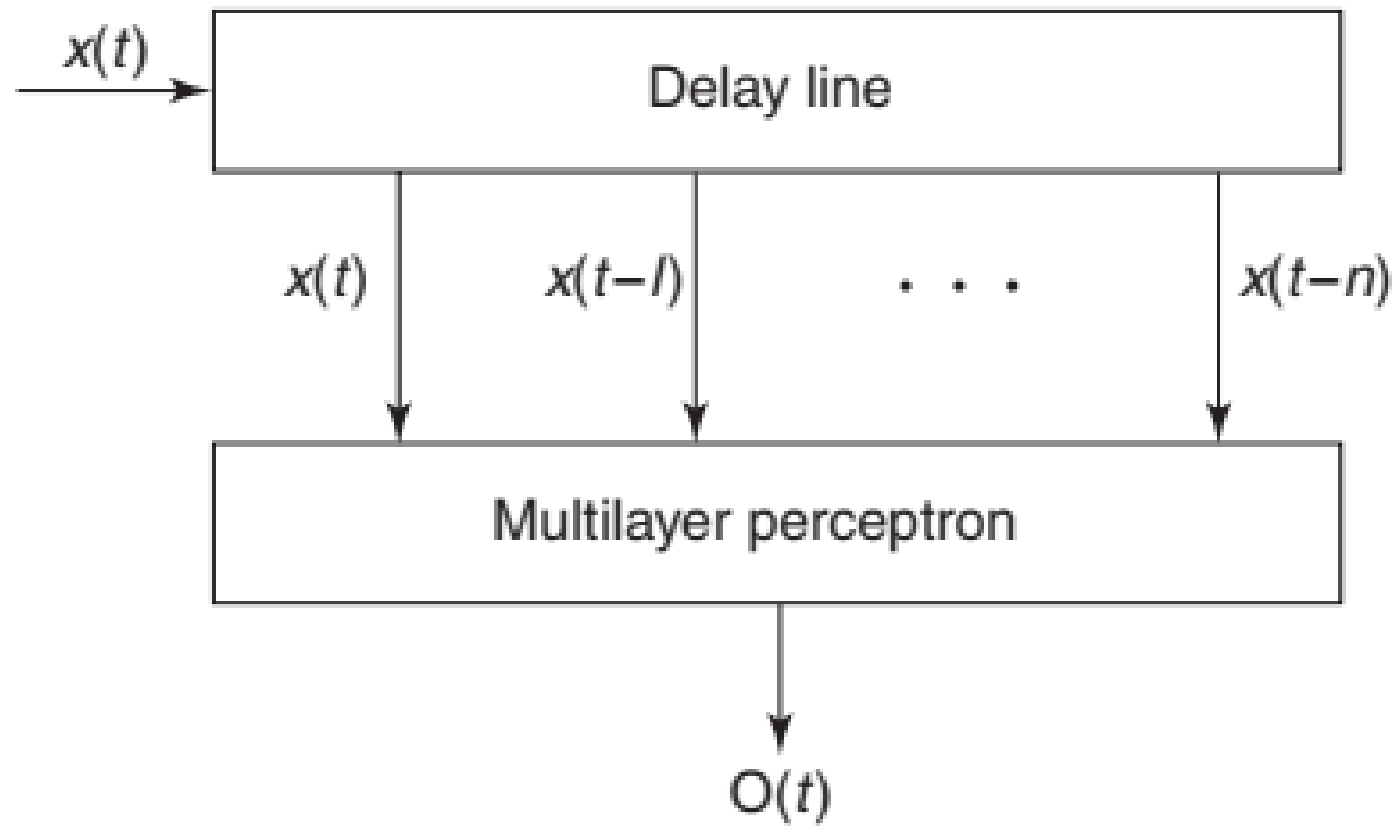 x(t)
Delay line
x(t) x(t–l) . . . x(t–n)
Multilayer perceptron
O(t)